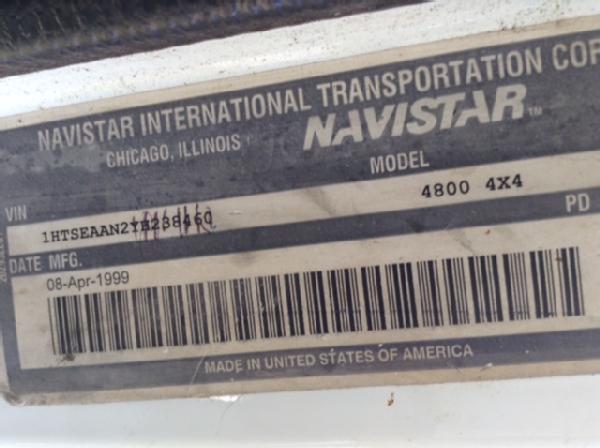 NAVISTAR INTERNATIONAL TRANSPORTATION COR
CHICAGO, ILLINOIS
NAVISTAR™
MODEL
VIN
4800 4X4
PD
DATE MFG.
08-Apr-1999
MADE IN UNITED STATES OF AMERICA